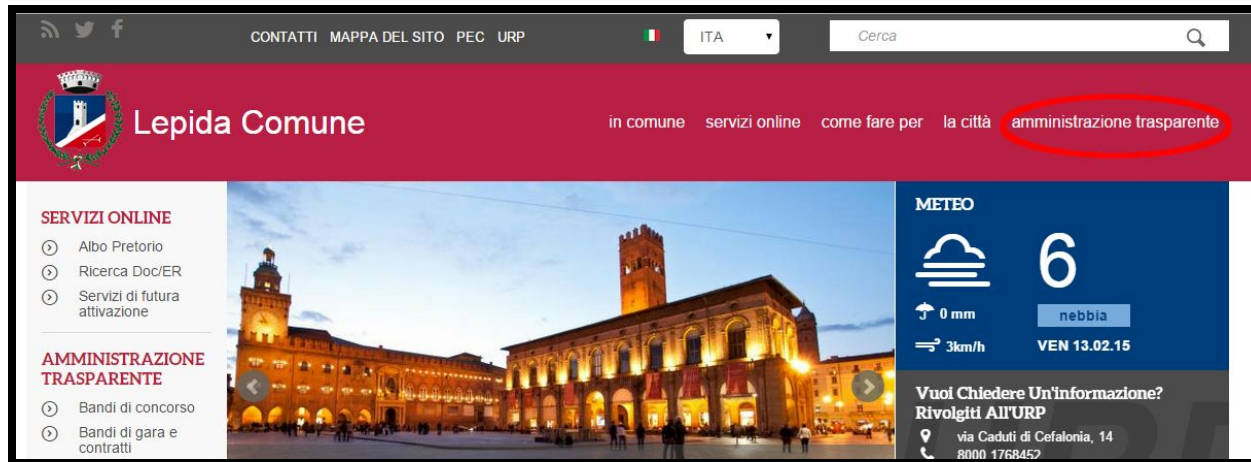 CONTATTI MAPPA DEL SITO PEC URP
ITA
Cerca
Lepida Comune
in comune servizi online come fare per la città amministrazione trasparente
SERVIZI ONLINE
Albo Pretorio
Ricerca Doc/ER
Servizi di futura
attivazione
AMMINISTRAZIONE
TRASPARENTE
Bandi di concorso
Bandi di gara e
contratti
METEO
6
0 mm
nebbia
3km/h
VEN 13.02.15
Vuoi Chiedere Un'informazione?
Rivolgiti All'URP
via Caduti di Cefalonia, 14
8000 1768452